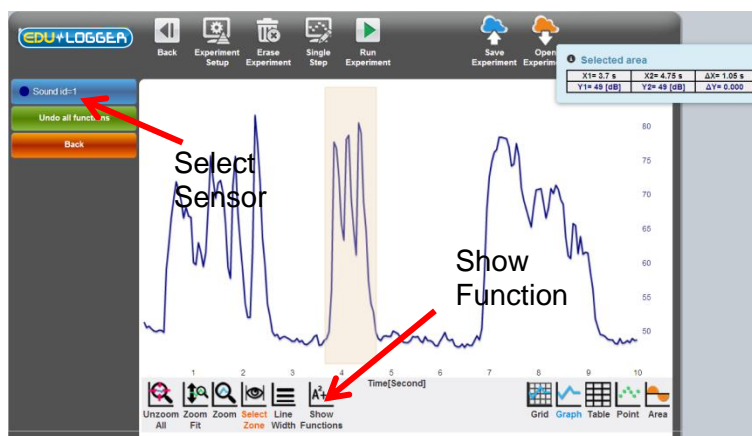 EDU LOGGER
Back
Experiment Setup
Erase Experiment
Single Step
Run Experiment
Save Experiment
Open
Experim
Selected area
X1= 3.7 s X2= 4.75 s ΔX= 1.05 s
Y1= 49 [dB] Y2= 49 [dB] ΔY= 0.000
Sound id=1
Undo all functions
Back
Select
Sensor
Show
Function
80
75
70
65
60
55
50
1 2 3 4 5 6 7 8 9 10
Time[Second]
Unzoom All
Zoom Fit
Zoom
Select Zone
Line Width
A²+
Show Functions
Grid
Graph
Table
Point
Area